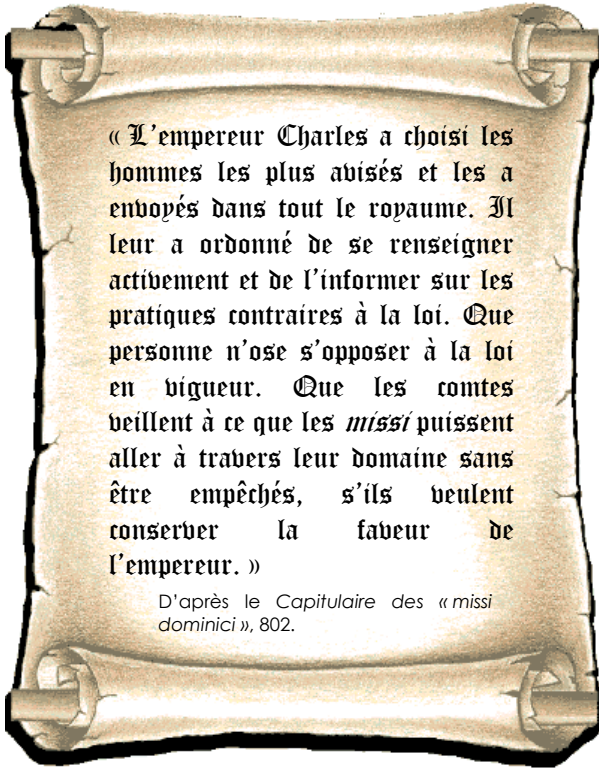 « L'empereur Charles a choisi les
hommes les plus avisés et les a
envoyés dans tout le royaume. Il
leur a ordonné de se renseigner
activement et de l'informer sur les
pratiques contraires à la loi. Que
personne n'ose s'opposer à la loi
en vigueur. Que les comtes
veillent à ce que les missi puissent
aller à travers leur domaine sans
être empêchés, s'ils veulent
conserver la faveur de
l'empereur. »
D'après le Capitulaire des « missi
dominici », 802.